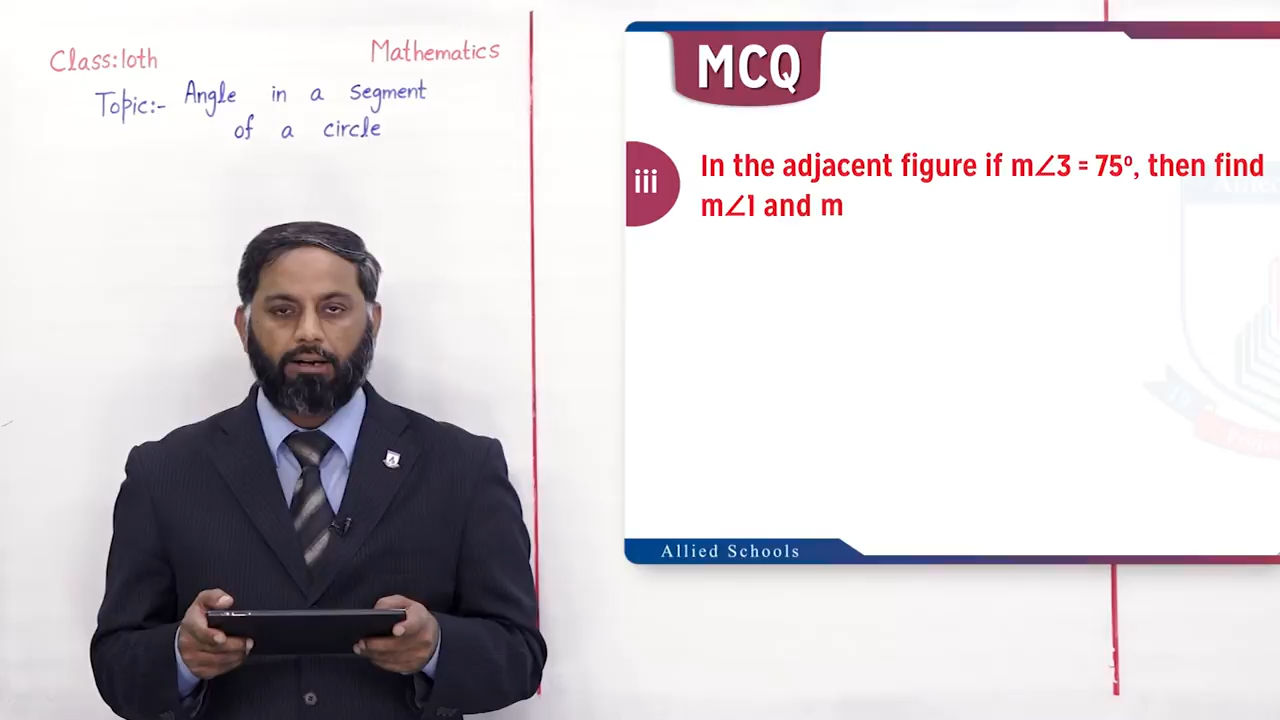 Class:10th
Mathematics
Topic:- Angle in a segment
of a circle
MCQ
iii
In the adjacent figure if m∠3 = 75º, then find
m∠1 and m
Allied Schools